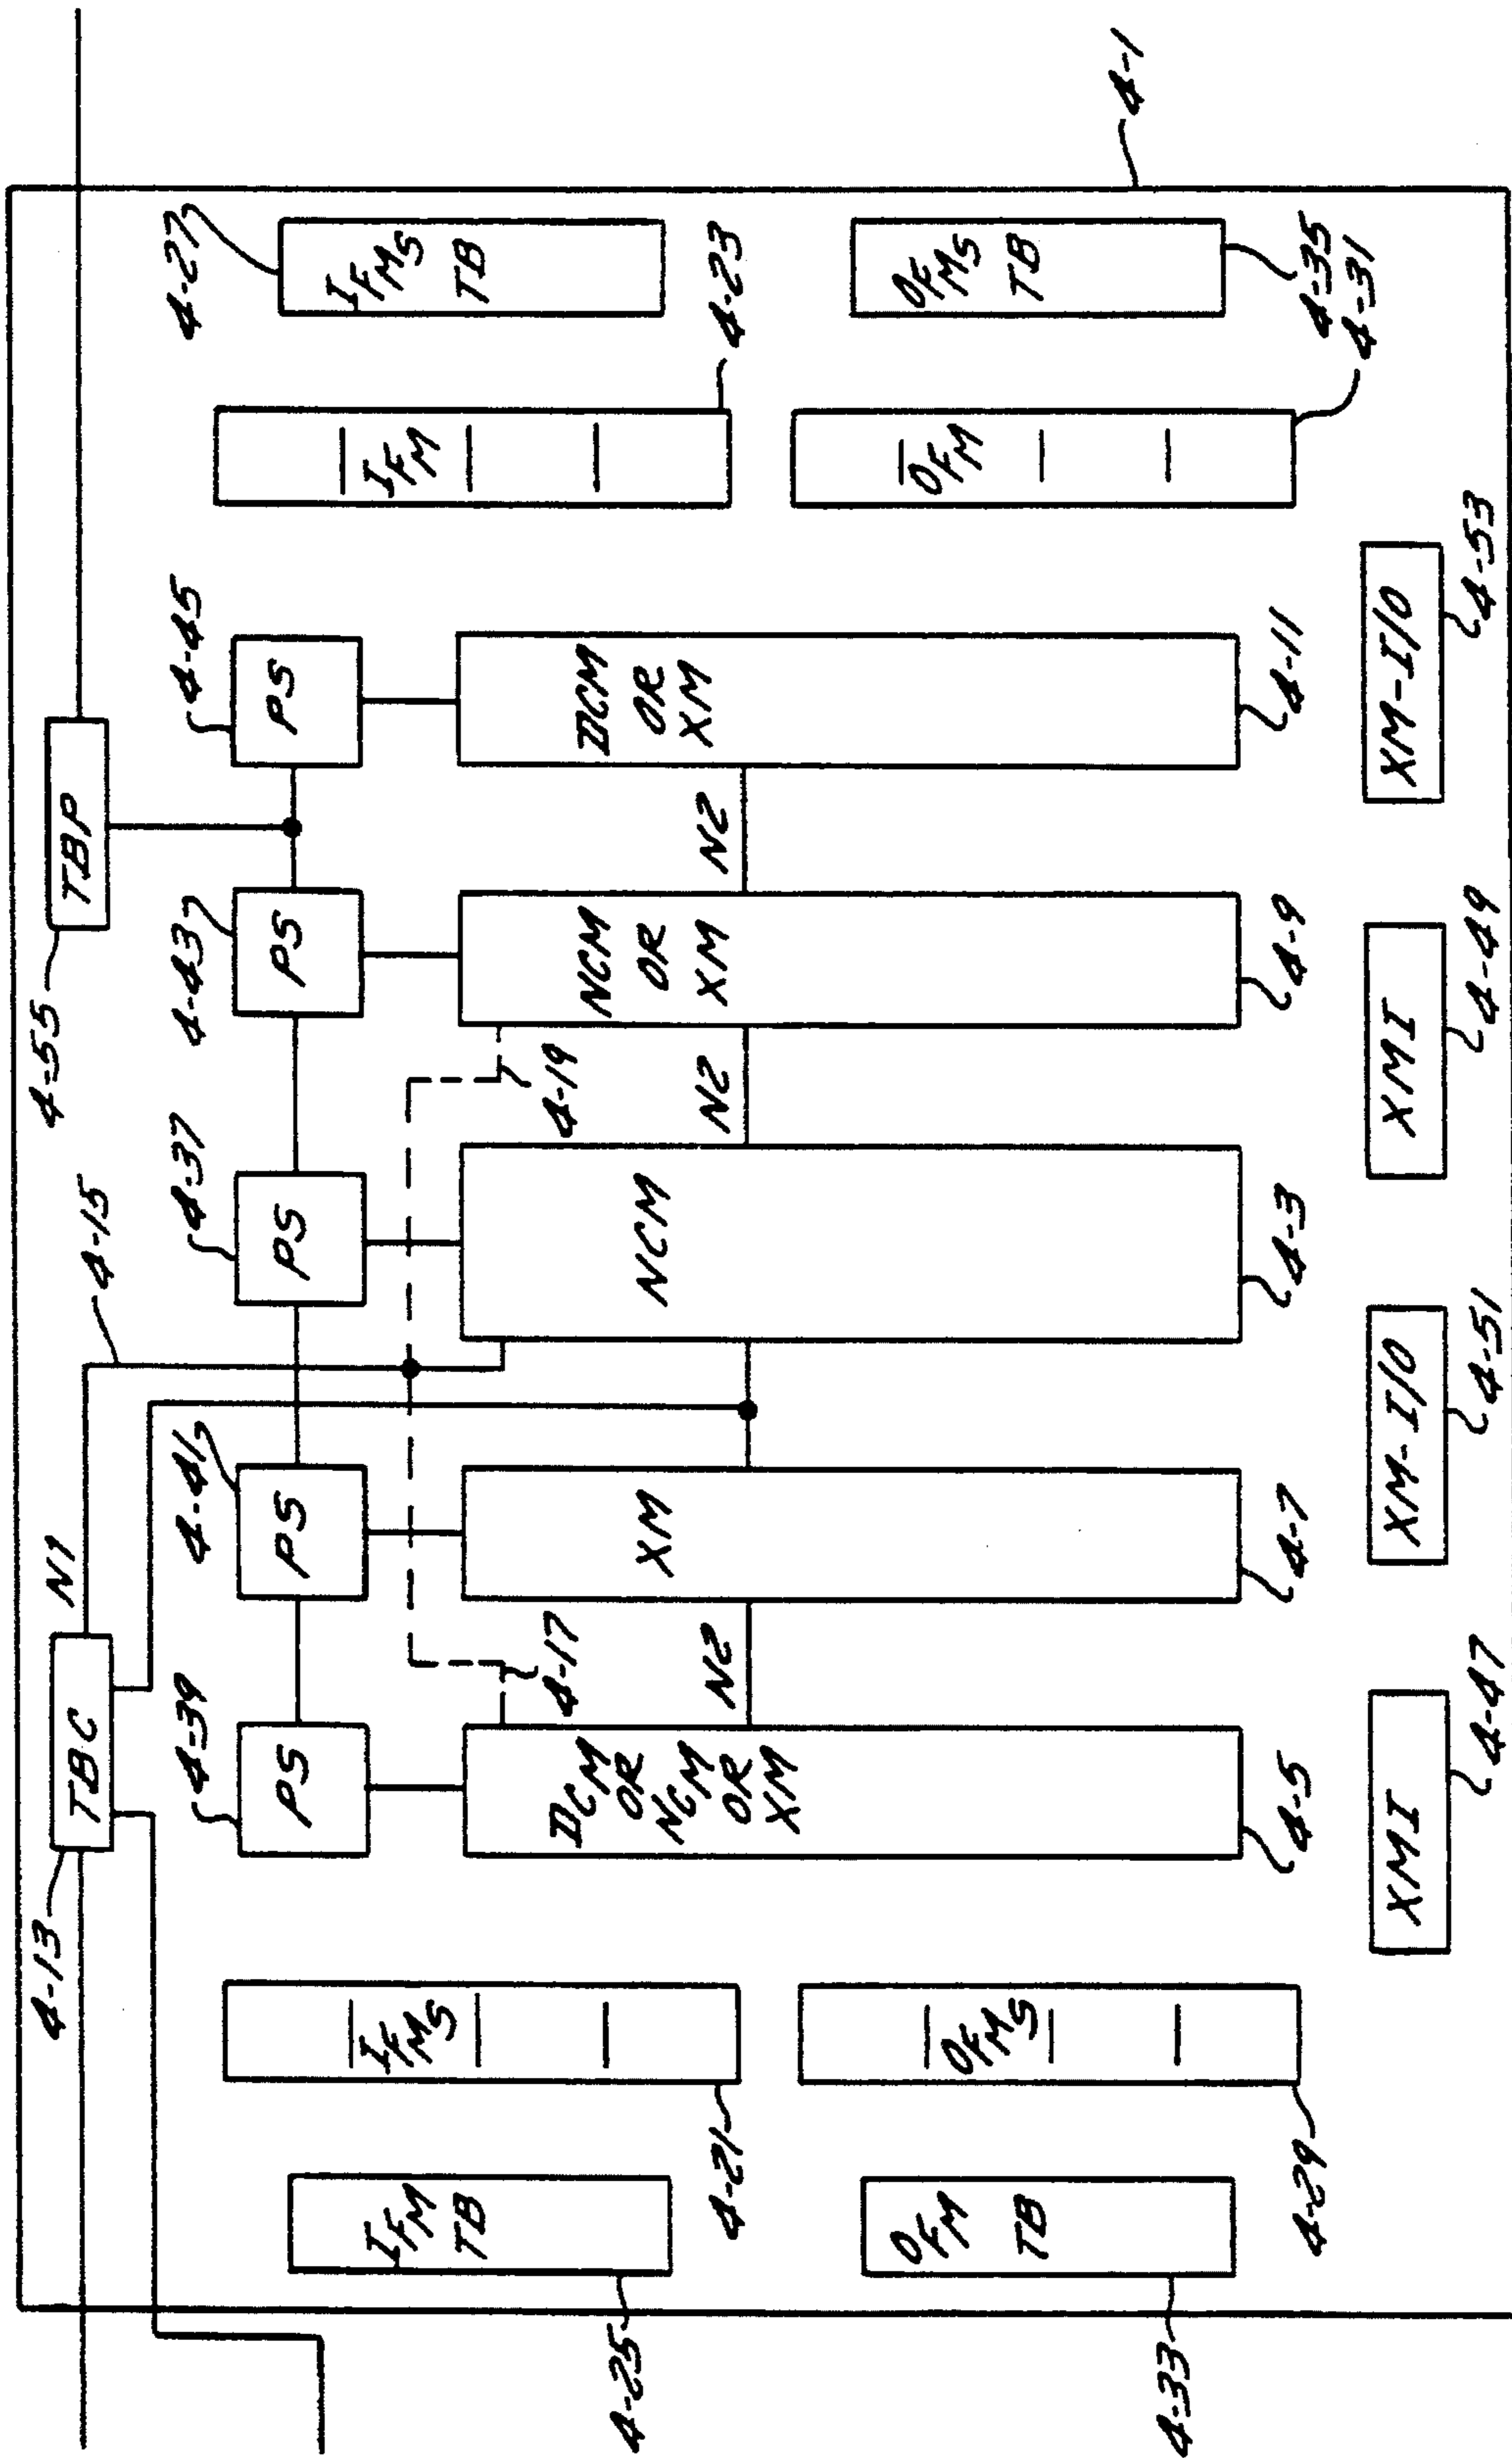 4-13
TBC
N1
4-15
4-55
TBP
4-39
PS
4-41
PS
4-37
PS
4-43
PS
4-45
PS
4-27
IFMS
TB
4-23
IFM
4-1
IFM
TB
4-25
IFMS
4-21
4-17
4-19
DCM
OR
NCM
OR
XM
4-5
N2
XM
4-7
NCM
4-3
N2
NCM
OR
XM
4-9
N2
DCM
OR
XM
4-11
OFM
TB
4-33
OFMS
4-29
OFM
4-31
OFMS
TB
4-35
XMI
4-47
XM-I/O
4-51
XMI
4-49
XM-I/O
4-53